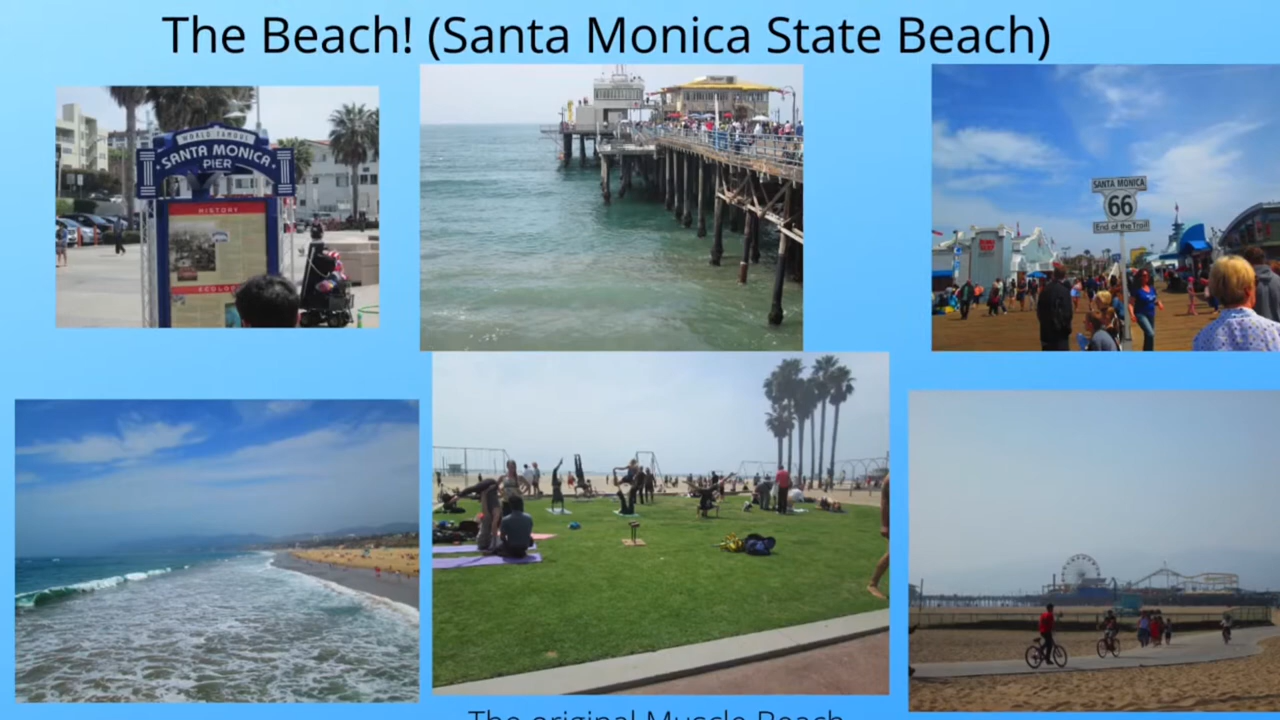 The Beach! (Santa Monica State Beach)
WORLD FAMOUS
SANTA MONICA
PIER
HISTORY
ECOLOGY
SANTA MONICA
66
End of the Trail
The original Muscle Beach